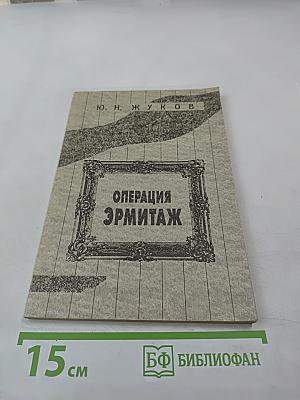 Ю. Н. ЖУКОВ
ОПЕРАЦИЯ
ЭРМИТАЖ
15 см
БФ БИБЛИОФАН